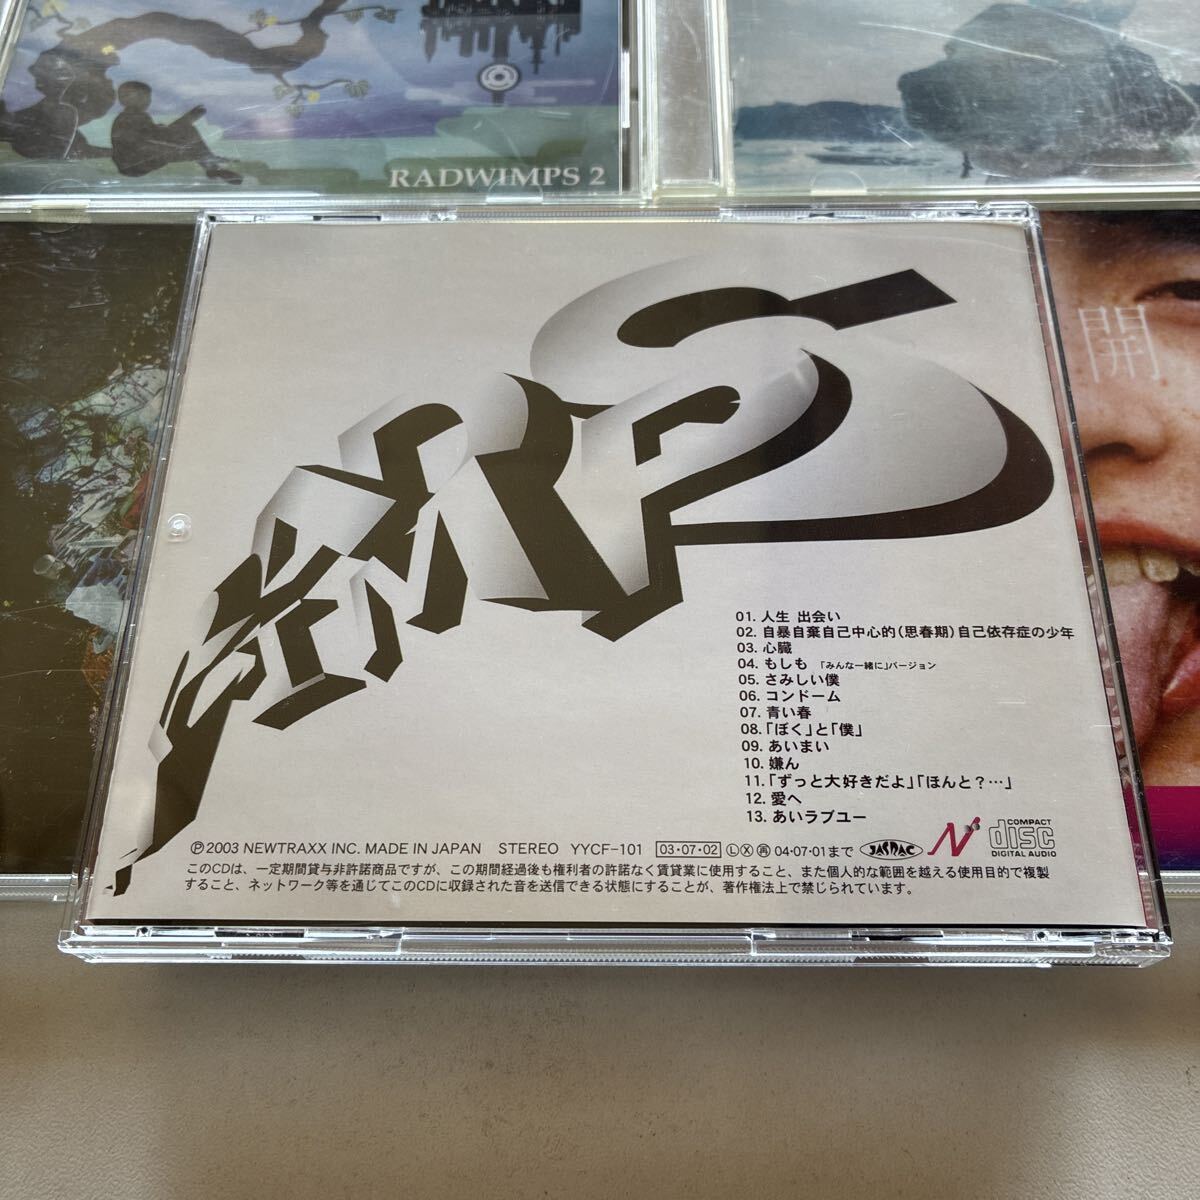 RADWIMPS 2
開
01. 人生 出会い
02. 自暴自棄自己中心的(思春期)自己依存症の少年
03. 心臓
04. もしも 「みんな一緒に」バージョン
05. さみしい僕
06. コンドーム
07. 青い春
08.「ぼく」と「僕」
09. あいまい
10. 嫌ん
11.「ずっと大好きだよ」「ほんと?…」
12. 愛へ
13. あいラブユー
Ⓟ2003 NEWTRAXX INC. MADE IN JAPAN STEREO YYCF-101 03・07・02 Ⓛ Ⓧ ㊢ 04・07・01まで JASRAC N COMPACT disc DIGITAL AUDIO
このCDは、一定期間貸与非許諾商品ですが、この期間経過後も権利者の許諾なく賃貸業に使用すること、また個人的な範囲を越える使用目的で複製
すること、ネットワーク等を通じてこのCDに収録された音を送信できる状態にすることが、著作権法上で禁じられています。